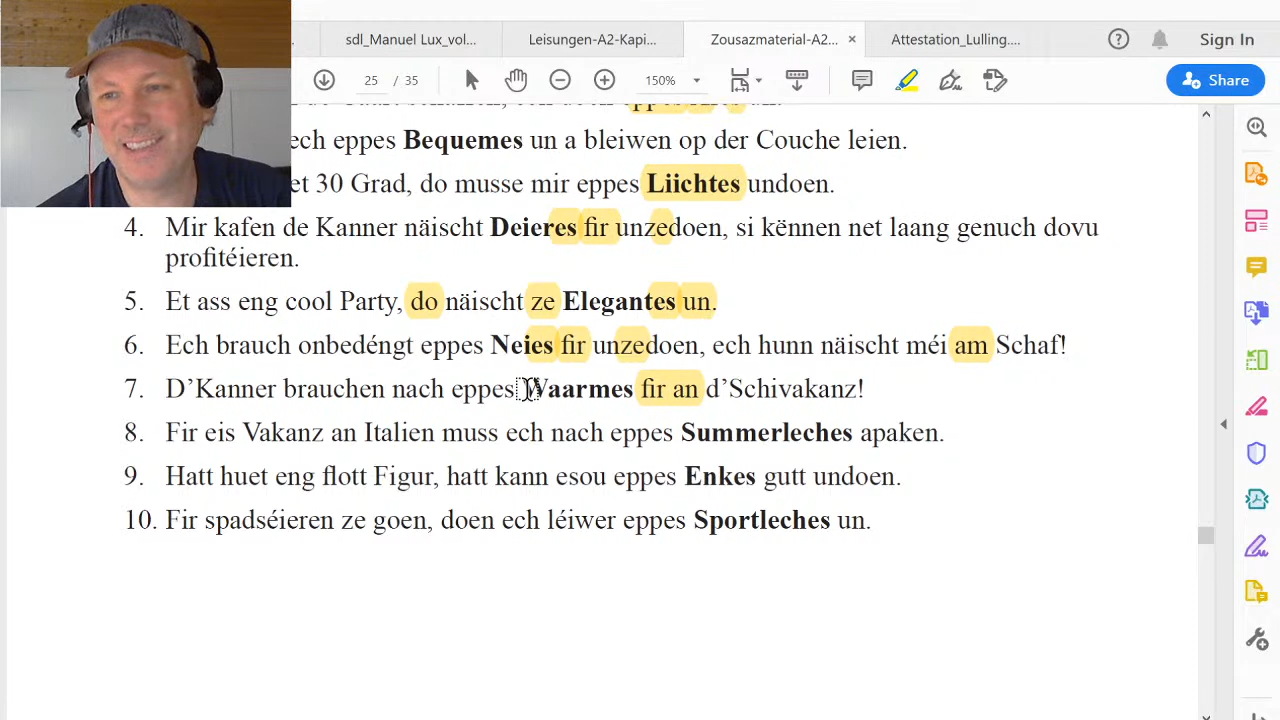 sdl_Manuel Lux_vol... Leisungen-A2-Kapi... Zousazmaterial-A2... × Attestation_Lulling.... Sign In
25 / 35 150% Share
ech eppes Bequemes un a bleiwen op der Couche leien.
et 30 Grad, do musse mir eppes Liichtes undoen.
4. Mir kafen de Kanner näischt Deieres fir unzedoen, si kënnen net laang genuch dovu
profitéieren.
5. Et ass eng cool Party, do näischt ze Elegantes un.
6. Ech brauch onbedéngt eppes Neies fir unzedoen, ech hunn näischt méi am Schaf!
7. D’Kanner brauchen nach eppes Waarmes fir an d’Schivakanz!
8. Fir eis Vakanz an Italien muss ech nach eppes Summerleches apaken.
9. Hatt huet eng flott Figur, hatt kann esou eppes Enkes gutt undoen.
10. Fir spadséieren ze goen, doen ech léiwer eppes Sportleches un.